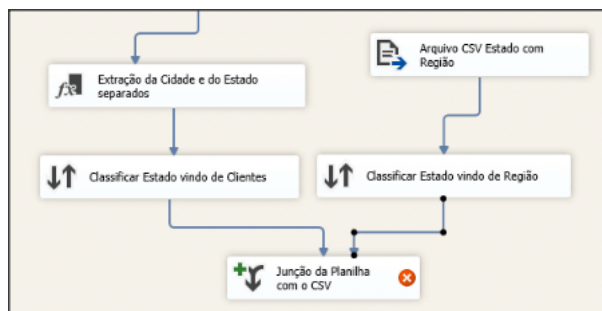 Extração da Cidade e do Estado
separados
Arquivo CSV Estado com
Região
Classificar Estado vindo de Clientes
Classificar Estado vindo de Região
Junção da Planilha
com o CSV